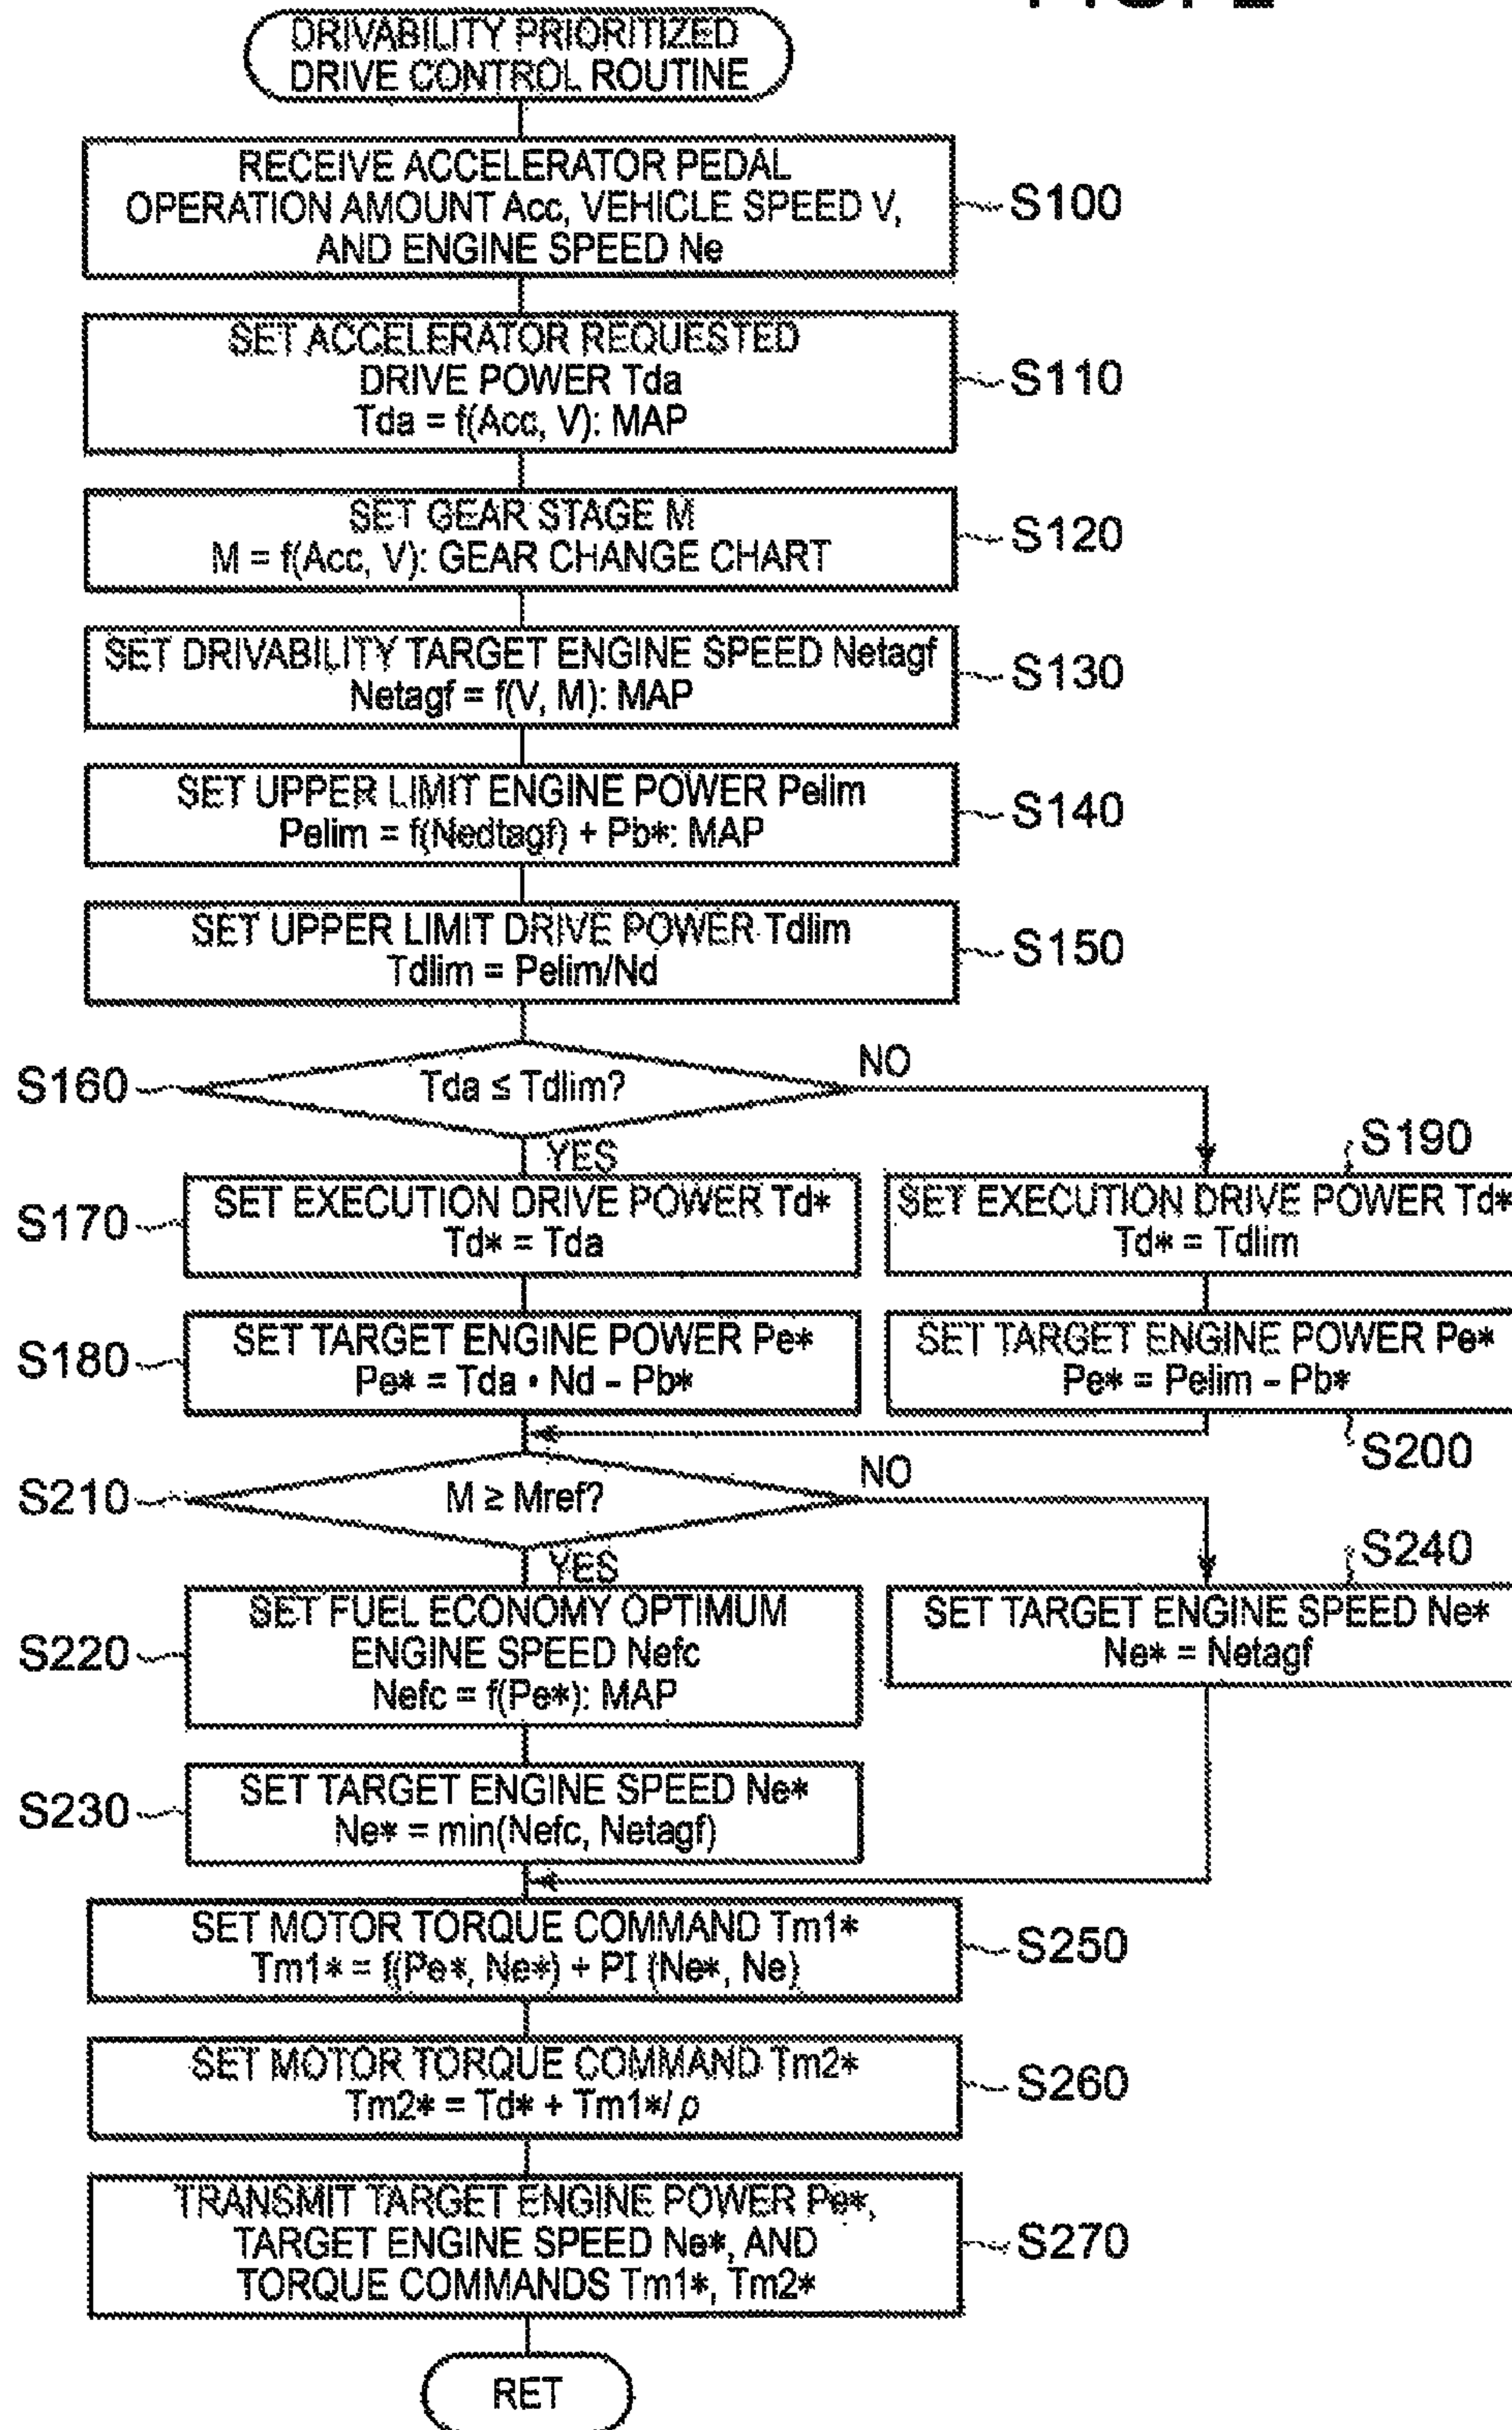 DRIVABILITY PRIORITIZED
DRIVE CONTROL ROUTINE
RECEIVE ACCELERATOR PEDAL
OPERATION AMOUNT Acc, VEHICLE SPEED V,
AND ENGINE SPEED Ne
S100
SET ACCELERATOR REQUESTED
DRIVE POWER Tda
Tda = f(Acc, V): MAP
S110
SET GEAR STAGE M
M = f(Acc, V): GEAR CHANGE CHART
S120
SET DRIVABILITY TARGET ENGINE SPEED Netagf
Netagf = f(V, M): MAP
S130
SET UPPER LIMIT ENGINE POWER Pelim
Pelim = f(Nedtagf) + Pb*: MAP
S140
SET UPPER LIMIT DRIVE POWER Tdlim
Tdlim = Pelim/Nd
S150
S160
Tda ≤ Tdlim?
NO
YES
S170
SET EXECUTION DRIVE POWER Td*
Td* = Tda
S190
SET EXECUTION DRIVE POWER Td*
Td* = Tdlim
S180
SET TARGET ENGINE POWER Pe*
Pe* = Tda • Nd - Pb*
SET TARGET ENGINE POWER Pe*
Pe* = Pelim - Pb*
S200
S210
M ≥ Mref?
NO
YES
S220
SET FUEL ECONOMY OPTIMUM
ENGINE SPEED Nefc
Nefc = f(Pe*): MAP
S240
SET TARGET ENGINE SPEED Ne*
Ne* = Netagf
S230
SET TARGET ENGINE SPEED Ne*
Ne* = min(Nefc, Netagf)
SET MOTOR TORQUE COMMAND Tm1*
Tm1* = f(Pe*, Ne*) + PI (Ne*, Ne)
S250
SET MOTOR TORQUE COMMAND Tm2*
Tm2* = Td* + Tm1*/ ρ
S260
TRANSMIT TARGET ENGINE POWER Pe*,
TARGET ENGINE SPEED Ne*, AND
TORQUE COMMANDS Tm1*, Tm2*
S270
RET